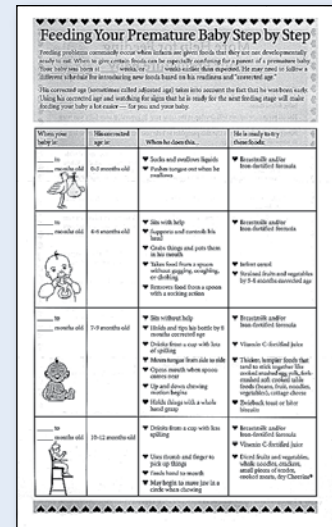 Feeding Your Premature Baby Step by Step
Feeding problems commonly occur when infants are given foods that they are not developmentally
ready to eat. When to give certain foods can be especially confusing for a parent of a premature baby.
Your baby was born at weeks, or weeks earlier than expected. He may need to follow a
different schedule for introducing new foods based on his readiness and "corrected age."
His corrected age (sometimes called adjusted age) takes into account the fact that he was born early.
Using his corrected age and watching for signs that he is ready for the next feeding stage will make
feeding your baby a lot easier — for you and your baby.
When your
baby is:
His corrected
age is:
When he does this...
He is ready to try
these foods:
____ to
____ months old
0-3 months old
♥ Sucks and swallows liquids
♥ Pushes tongue out when he
swallows
♥ Breastmilk and/or
iron-fortified formula
____ to
____ months old
4-6 months old
♥ Sits with help
♥ Supports and controls his
head
♥ Grabs things and puts them
in his mouth
♥ Takes food from a spoon
without gagging, coughing,
or choking
♥ Removes food from a spoon
with a sucking action
♥ Breastmilk and/or
iron-fortified formula
♥ Infant cereal
♥ Strained fruits and vegetables
by 5-6 months corrected age
____ to
____ months old
7-9 months old
♥ Sits without help
♥ Holds and tips his bottle by 8
months corrected age
♥ Drinks from a cup with lots
of spilling
♥ Moves tongue from side to side
♥ Opens mouth when spoon
comes near
♥ Up and down chewing
motion begins
♥ Holds things with a whole
hand grasp
♥ Breastmilk and/or
iron-fortified formula
♥ Vitamin C-fortified juice
♥ Thicker, lumpier foods that
tend to stick together like
cooked mashed egg yolk, fork-
mashed soft cooked table
foods (beans, fruit, noodles,
vegetables), cottage cheese
♥ Zwieback toast or biter
biscuits
____ to
____ months old
10-12 months old
♥ Drinks from a cup with less
spilling
♥ Uses thumb and finger to
pick up things
♥ Feeds hand to mouth
♥ May begin to move jaw in a
circle when chewing
♥ Breastmilk and/or
iron-fortified formula
♥ Vitamin C-fortified juice
♥ Diced fruits and vegetables,
whole noodles, crackers,
small pieces of tender,
cooked meats, dry Cheerios®